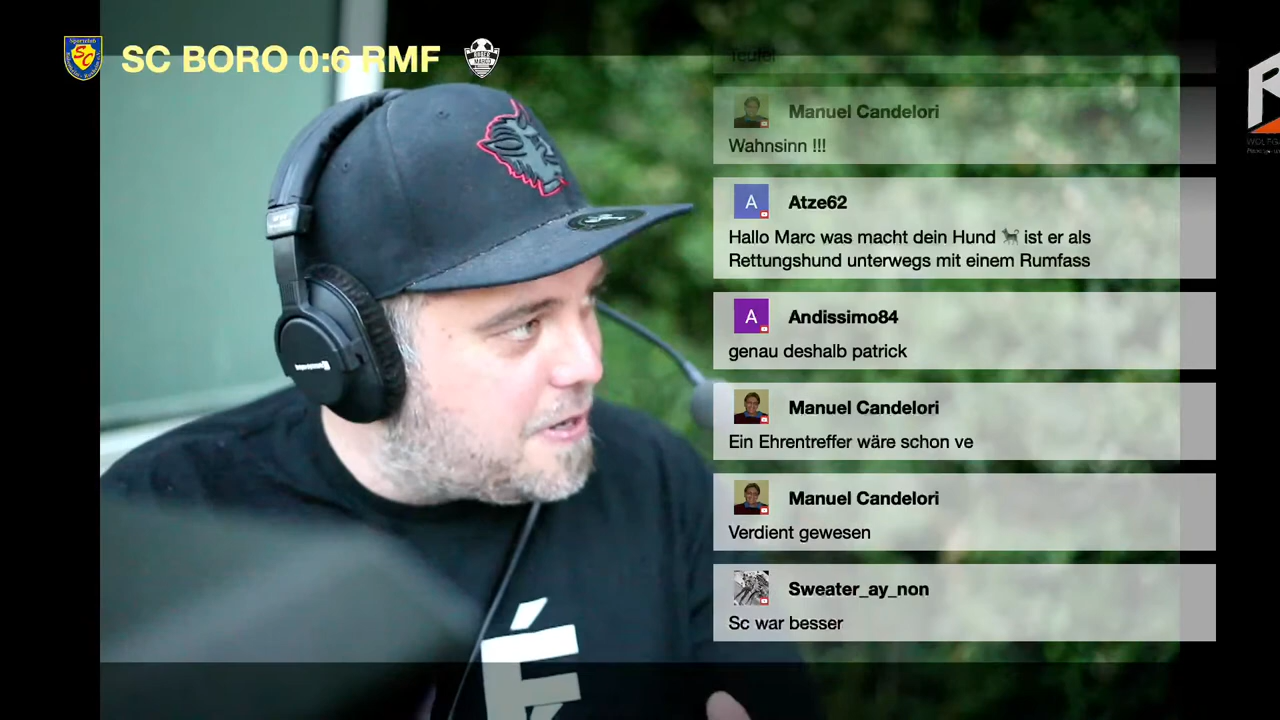 SC BORO 0:6 RMF
Teufel
Manuel Candelori
Wahnsinn !!!
A
Atze62
Hallo Marc was macht dein Hund 🐕 ist er als
Rettungshund unterwegs mit einem Rumfass
A
Andissimo84
genau deshalb patrick
Manuel Candelori
Ein Ehrentreffer wäre schon ve
Manuel Candelori
Verdient gewesen
Sweater_ay_non
Sc war besser
SC
É
R